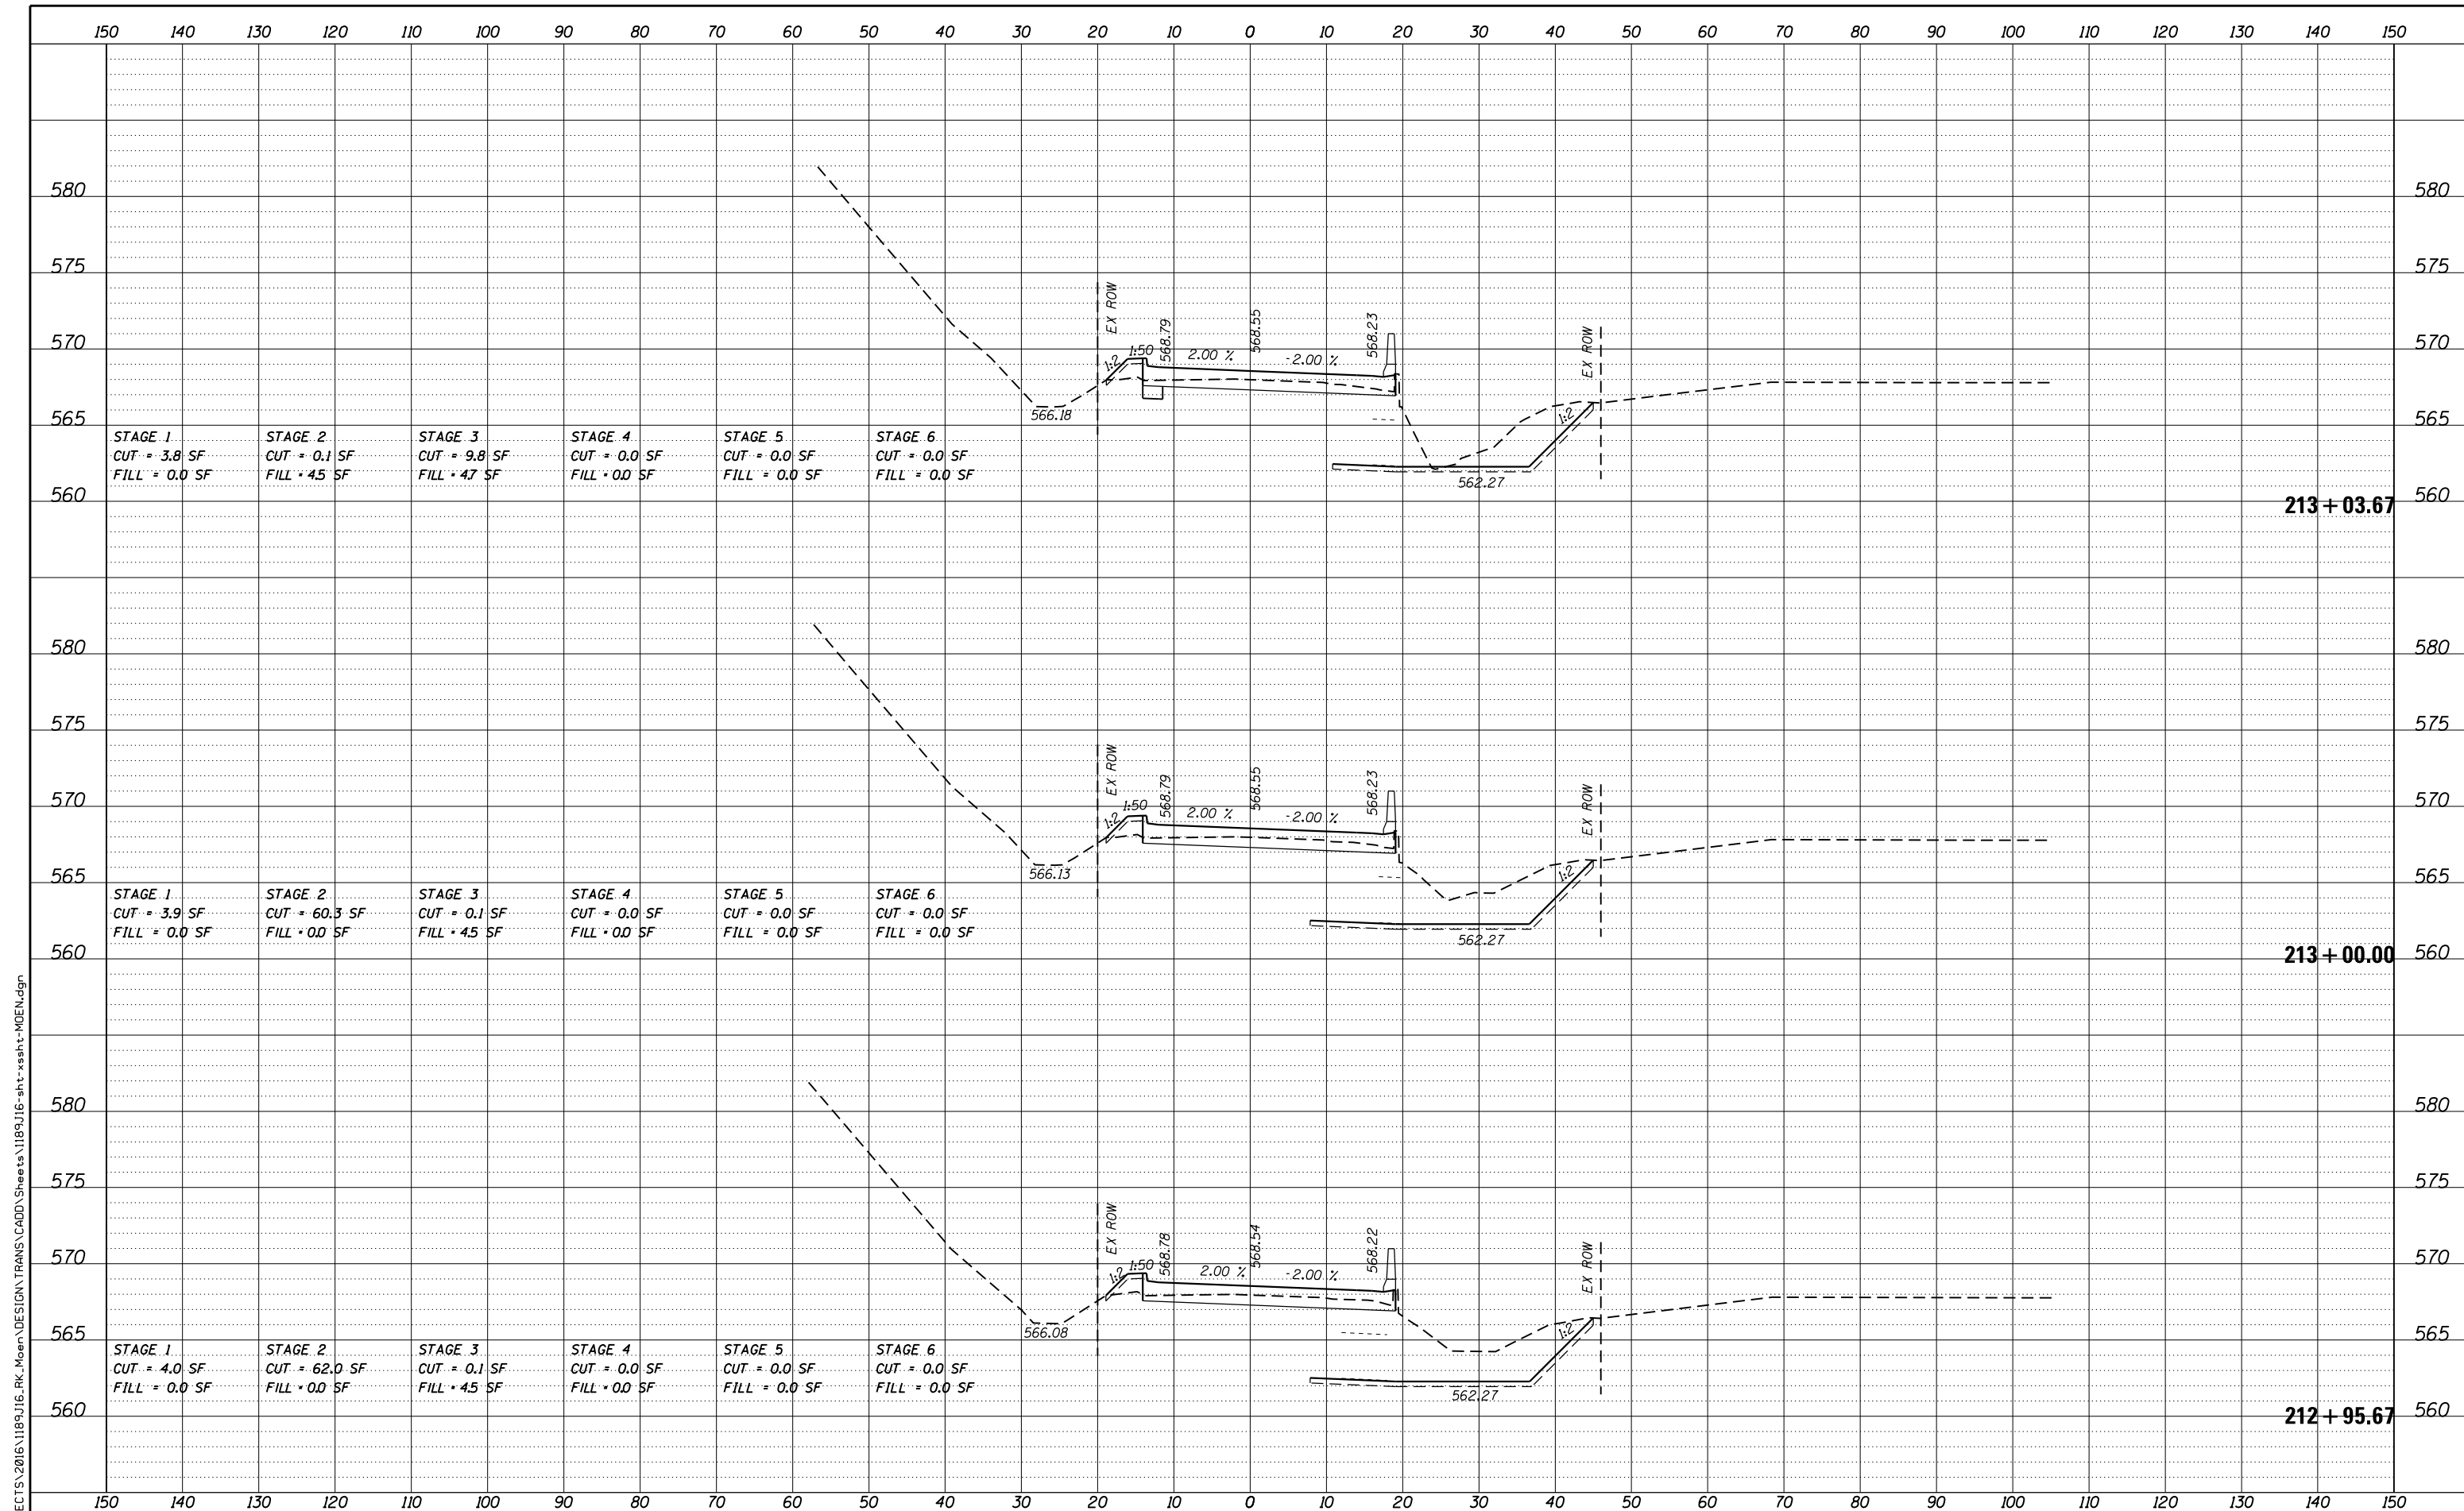 150 140 130 120 110 100 90 80 70 60 50 40 30 20 10 0 10 20 30 40 50 60 70 80 90 100 110 120 130 140 150
580 580
575 575
EX ROW 568.79 568.55 568.23 EX ROW
570 570
1:2 1:50 2.00 % -2.00 %
566.18 1:2
565 565
STAGE 1 STAGE 2 STAGE 3 STAGE 4 STAGE 5 STAGE 6
CUT = 3.8 SF CUT = 0.1 SF CUT = 9.8 SF CUT = 0.0 SF CUT = 0.0 SF CUT = 0.0 SF
FILL = 0.0 SF FILL = 4.5 SF FILL = 4.7 SF FILL = 0.0 SF FILL = 0.0 SF FILL = 0.0 SF
562.27
560 213+03.67 560
580 580
575 575
EX ROW 568.79 568.55 568.23 EX ROW
570 570
1:2 1:50 2.00 % -2.00 %
566.13 1:2
565 565
STAGE 1 STAGE 2 STAGE 3 STAGE 4 STAGE 5 STAGE 6
CUT = 3.9 SF CUT = 60.3 SF CUT = 0.1 SF CUT = 0.0 SF CUT = 0.0 SF CUT = 0.0 SF
FILL = 0.0 SF FILL = 0.0 SF FILL = 4.5 SF FILL = 0.0 SF FILL = 0.0 SF FILL = 0.0 SF
562.27
560 213+00.00 560
580 580
575 575
EX ROW 568.78 568.54 568.22 EX ROW
570 570
1:2 1:50 2.00 % -2.00 %
566.08 1:2
565 565
STAGE 1 STAGE 2 STAGE 3 STAGE 4 STAGE 5 STAGE 6
CUT = 4.0 SF CUT = 62.0 SF CUT = 0.1 SF CUT = 0.0 SF CUT = 0.0 SF CUT = 0.0 SF
FILL = 0.0 SF FILL = 0.0 SF FILL = 4.5 SF FILL = 0.0 SF FILL = 0.0 SF FILL = 0.0 SF
562.27
560 212+95.67 560
150 140 130 120 110 100 90 80 70 60 50 40 30 20 10 0 10 20 30 40 50 60 70 80 90 100 110 120 130 140 150
ECTS\2016\1189J16_RK_Moen\DESIGN\TRANS\CADD\Sheets\1189J16-sht-xssht-MOEN.dgn